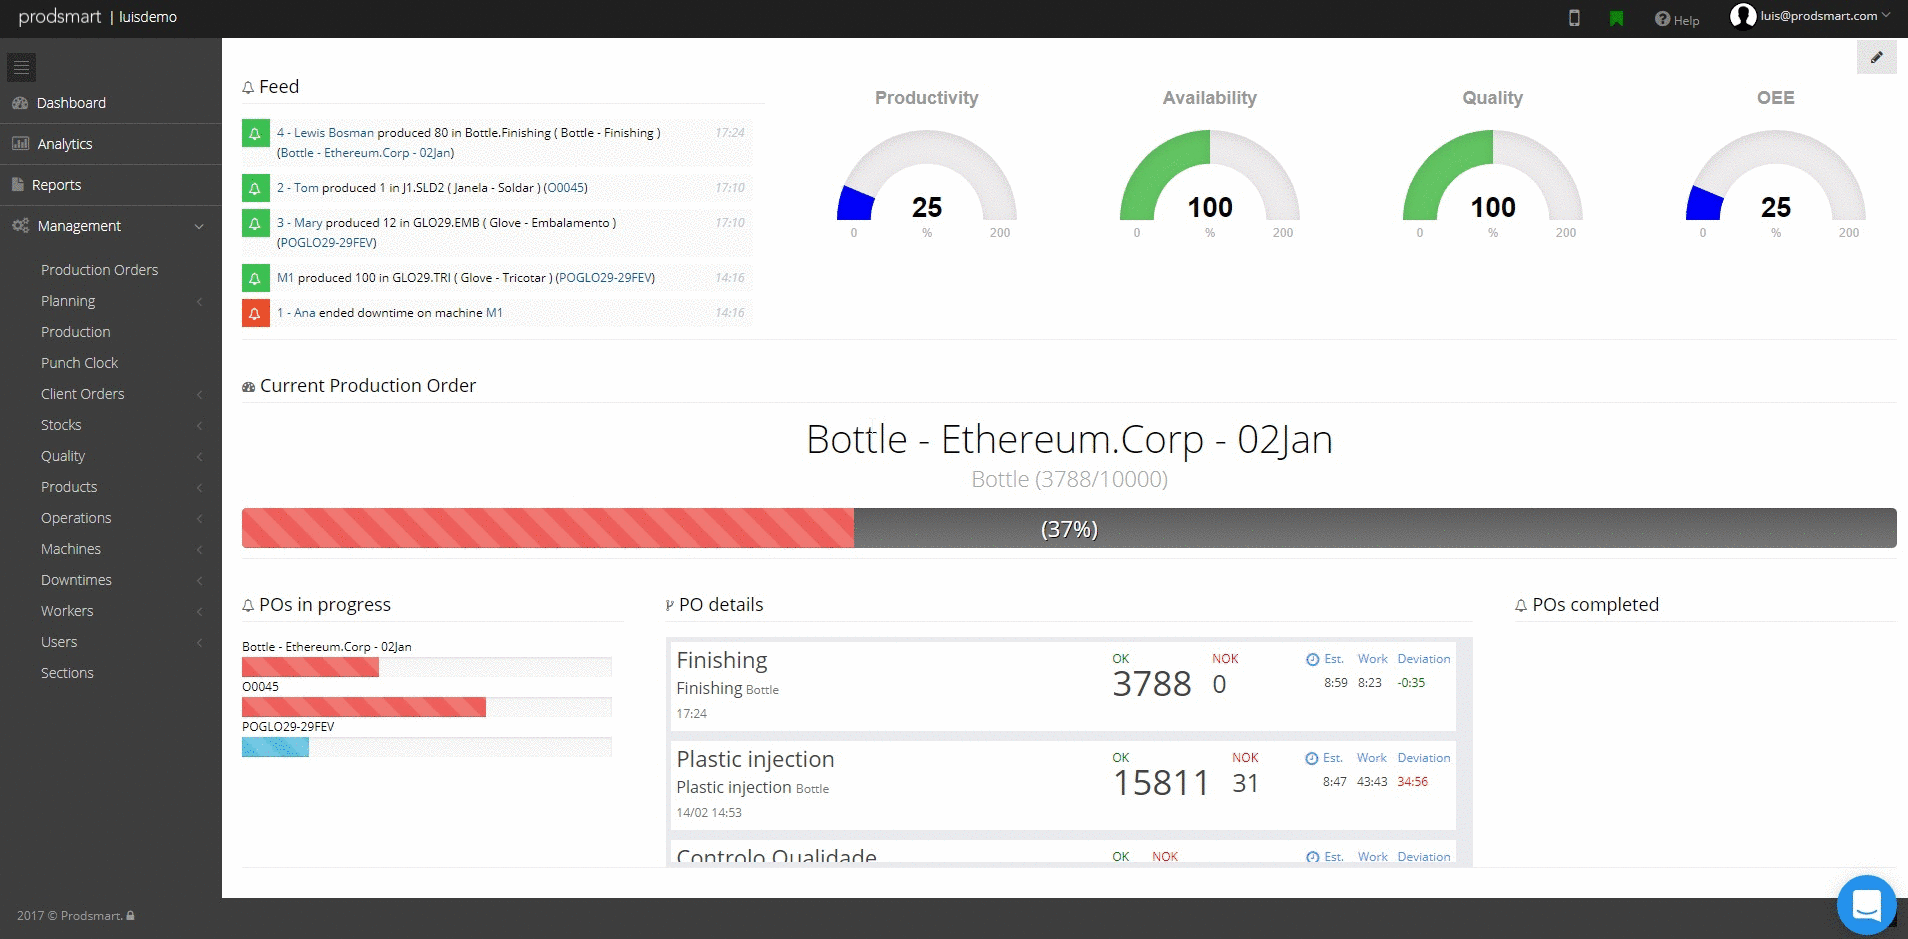 prodsmart | luisdemo
Help
luis@prodsmart.com
Dashboard
Analytics
Reports
Management
Production Orders
Planning
Production
Punch Clock
Client Orders
Stocks
Quality
Products
Operations
Machines
Downtimes
Workers
Users
Sections
2017 © Prodsmart.
Feed
4 - Lewis Bosman produced 80 in Bottle.Finishing ( Bottle - Finishing ) 17:24
(Bottle - Ethereum.Corp - 02Jan)
2 - Tom produced 1 in J1.SLD2 ( Janela - Soldar ) (O0045) 17:10
3 - Mary produced 12 in GLO29.EMB ( Glove - Embalamento ) 17:10
(POGLO29-29FEV)
M1 produced 100 in GLO29.TRI ( Glove - Tricotar ) (POGLO29-29FEV) 14:16
1 - Ana ended downtime on machine M1 14:16
Productivity
25
0 % 200
Availability
100
0 % 200
Quality
100
0 % 200
OEE
25
0 % 200
Current Production Order
Bottle - Ethereum.Corp - 02Jan
Bottle (3788/10000)
(37%)
POs in progress
Bottle - Ethereum.Corp - 02Jan
O0045
POGLO29-29FEV
PO details
Finishing
Finishing Bottle
17:24
OK NOK
3788 0
Est. Work Deviation
8:59 8:23 -0:35
Plastic injection
Plastic injection Bottle
14/02 14:53
OK NOK
15811 31
Est. Work Deviation
8:47 43:43 34:56
Controlo Qualidade
OK NOK
Est. Work Deviation
POs completed